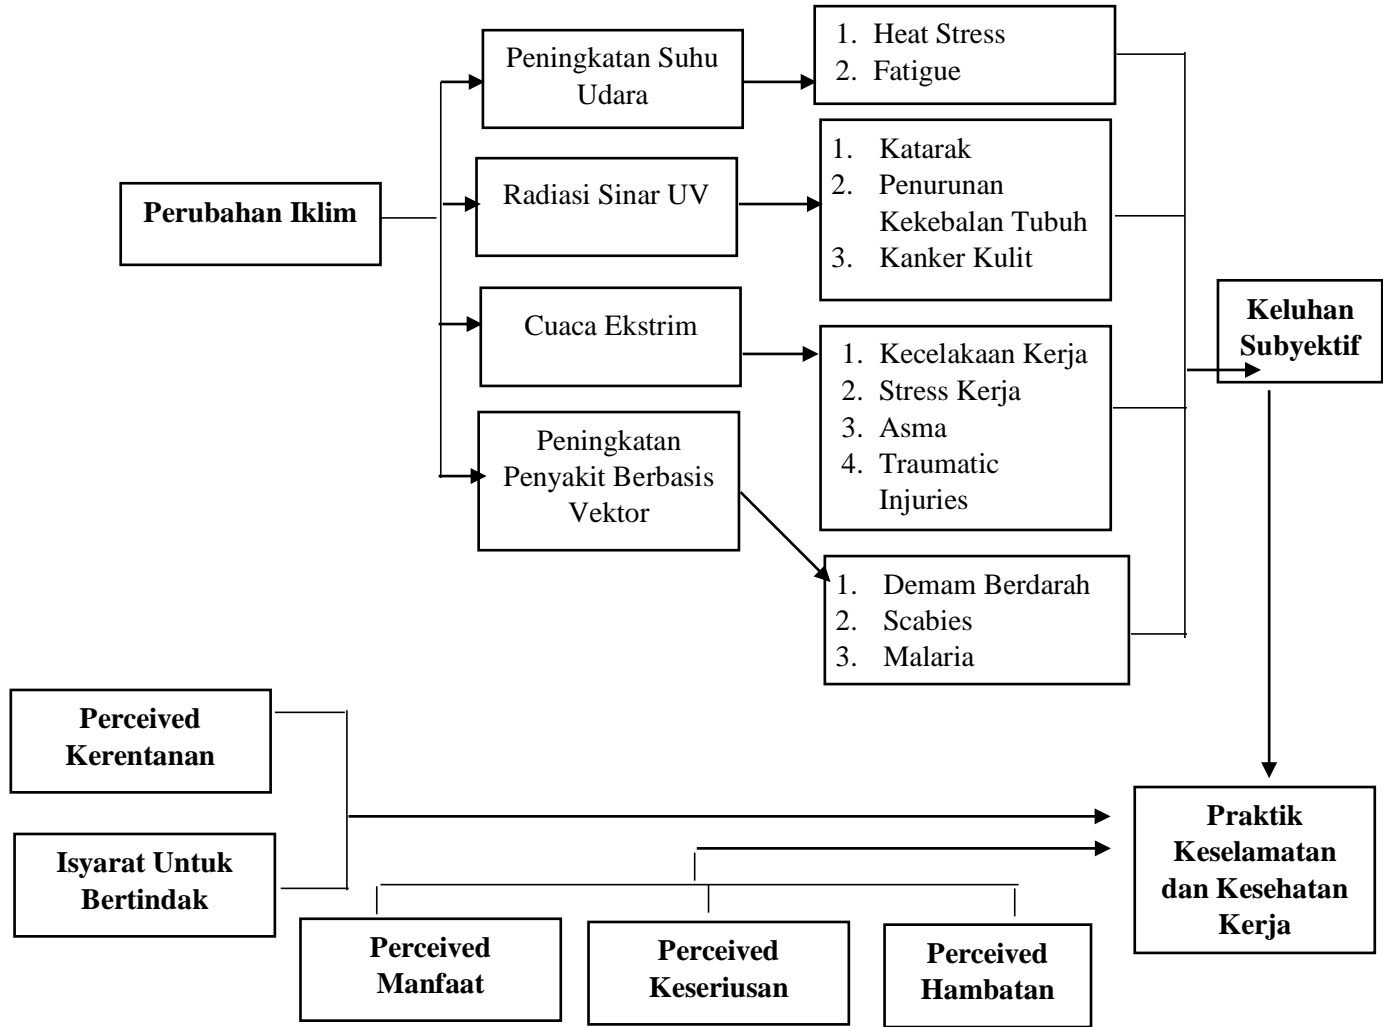 Peningkatan Suhu
Udara
1. Heat Stress
2. Fatigue
Perubahan Iklim
Radiasi Sinar UV
1. Katarak
2. Penurunan
Kekebalan Tubuh
3. Kanker Kulit
Cuaca Ekstrim
1. Kecelakaan Kerja
2. Stress Kerja
3. Asma
4. Traumatic
Injuries
Keluhan
Subyektif
Peningkatan
Penyakit Berbasis
Vektor
1. Demam Berdarah
2. Scabies
3. Malaria
Perceived
Kerentanan
Isyarat Untuk
Bertindak
Perceived
Manfaat
Perceived
Keseriusan
Perceived
Hambatan
Praktik
Keselamatan
dan Kesehatan
Kerja